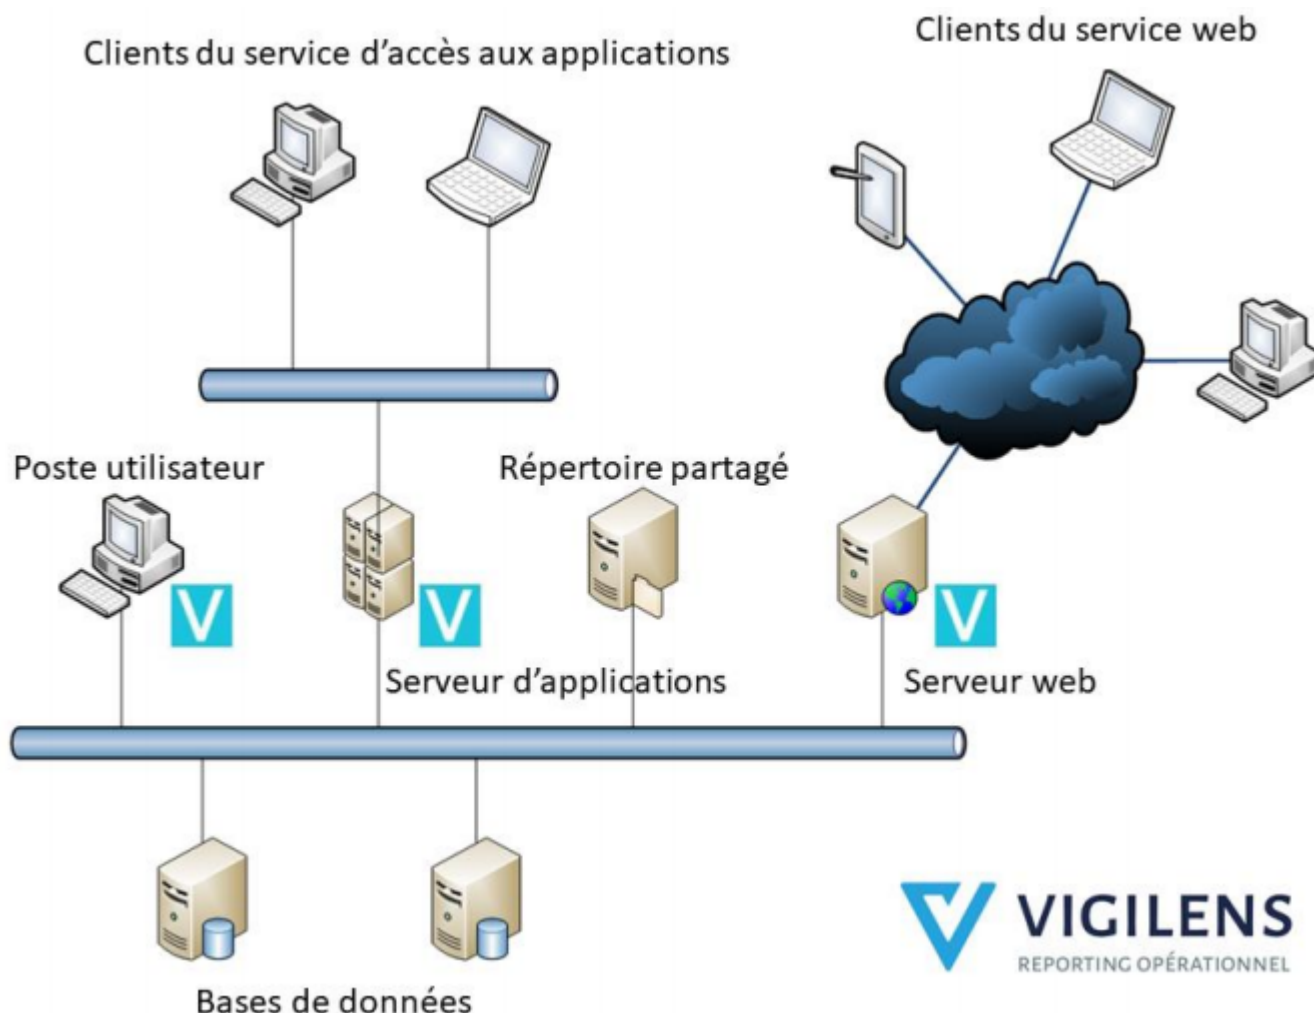 Clients du service d’accès aux applications
Clients du service web
Poste utilisateur
Répertoire partagé
V
V
V
Serveur d’applications
Serveur web
Bases de données
VIGILENS
REPORTING OPÉRATIONNEL